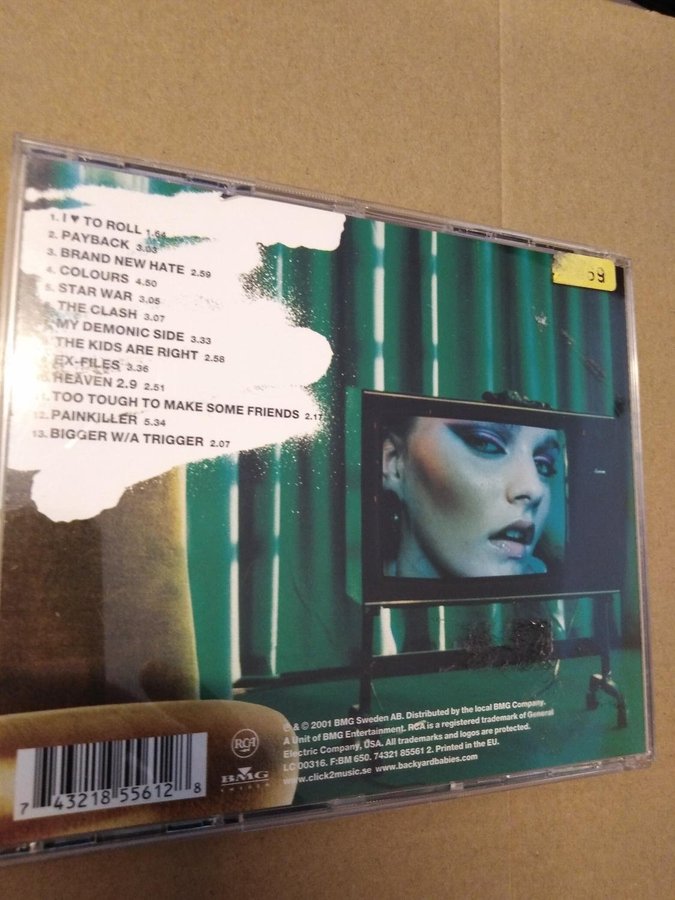 1. I ♥ TO ROLL 1.64
2. PAYBACK 3.03
3. BRAND NEW HATE 2.59
4. COLOURS 4.50
5. STAR WAR 3.05
THE CLASH 3.07
MY DEMONIC SIDE 3.33
THE KIDS ARE RIGHT 2.58
EX-FILES 3.36
10. HEAVEN 2.9 2.51
11. TOO TOUGH TO MAKE SOME FRIENDS 2.17
12. PAINKILLER 5.34
13. BIGGER W/A TRIGGER 2.07
59
℗ & © 2001 BMG Sweden AB. Distributed by the local BMG Company.
A Unit of BMG Entertainment. RCA is a registered trademark of General
Electric Company, USA. All trademarks and logos are protected.
LC 00316. F:BM 650. 74321 85561 2. Printed in the EU.
www.click2music.se www.backyardbabies.com
RCA
BMG
SWEDEN
7 43218 55612 8